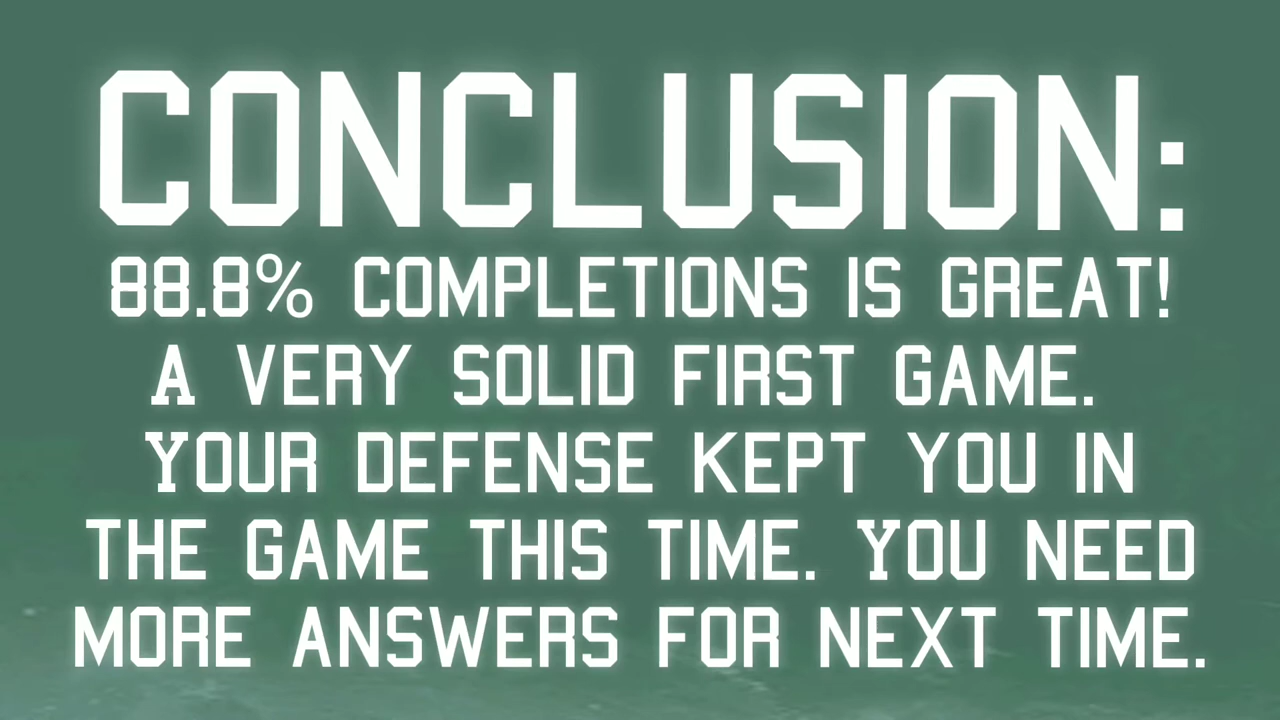 CONCLUSION:
88.8% COMPLETIONS IS GREAT!
A VERY SOLID FIRST GAME.
YOUR DEFENSE KEPT YOU IN
THE GAME THIS TIME. YOU NEED
MORE ANSWERS FOR NEXT TIME.